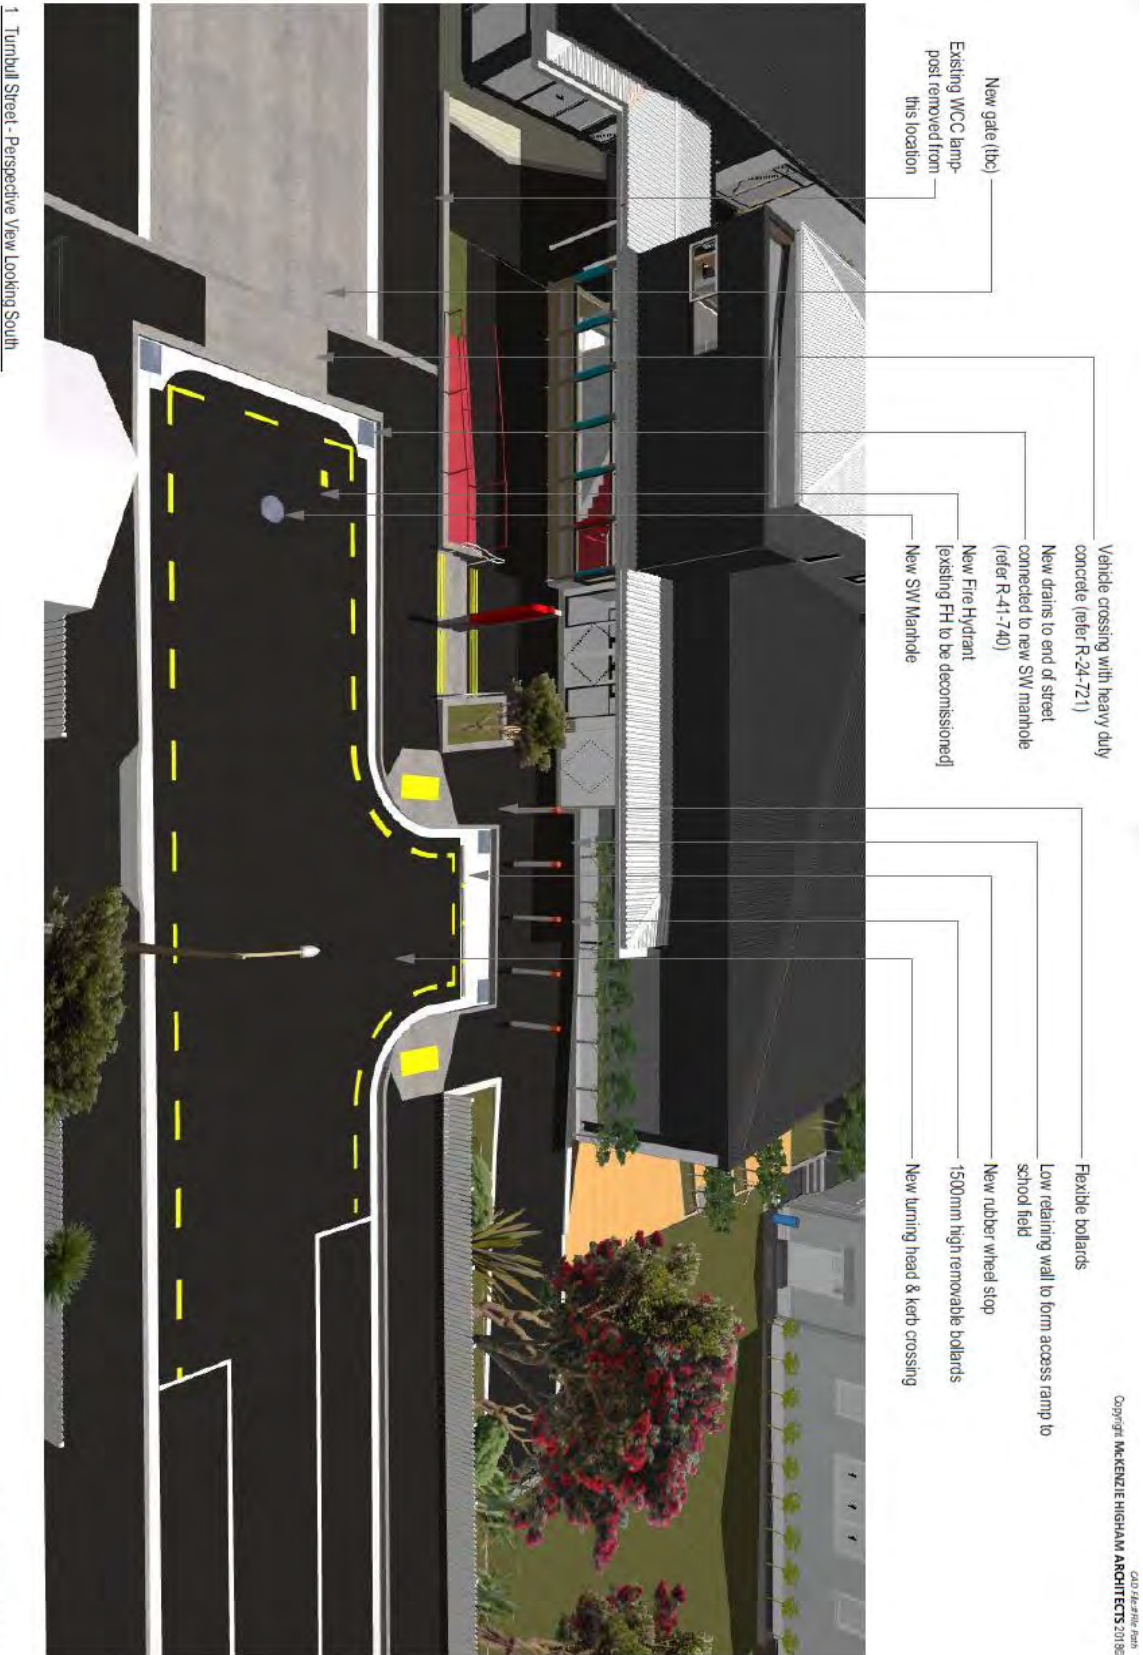 CAD File:#File Path
Copyright McKENZIE HIGHAM ARCHITECTS 2018©
New gate (tbc)
Existing WCC lamp-
post removed from
this location
Vehicle crossing with heavy duty
concrete (refer R-24-721)
New drains to end of street
connected to new SW manhole
(refer R-41-740)
New Fire Hydrant
[existing FH to be decomissioned]
New SW Manhole
Flexible bollards
Low retaining wall to form access ramp to
school field
New rubber wheel stop
1500mm high removable bollards
New turning head & kerb crossing
1 Turnbull Street - Perspective View Looking South